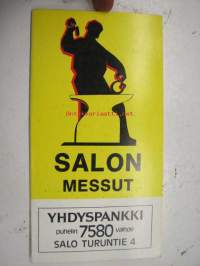 SALON
MESSUT
YHDYSPANKKI
puhelin 7580 vaihde
SALO TURUNTIE 4